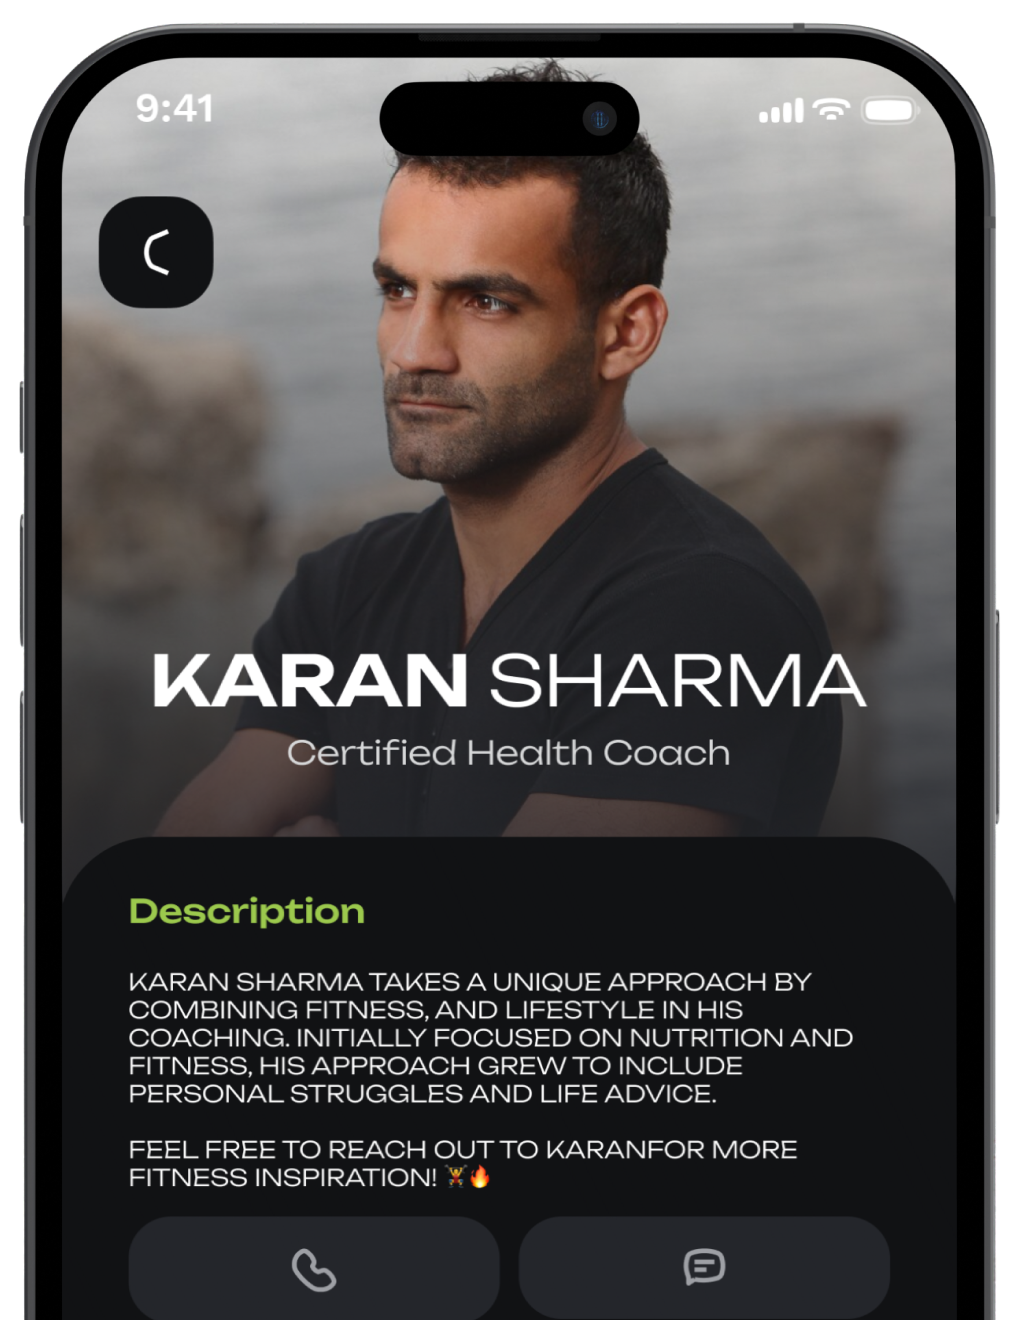 9:41
KARAN SHARMA
Certified Health Coach
Description
KARAN SHARMA TAKES A UNIQUE APPROACH BY
COMBINING FITNESS, AND LIFESTYLE IN HIS
COACHING. INITIALLY FOCUSED ON NUTRITION AND
FITNESS, HIS APPROACH GREW TO INCLUDE
PERSONAL STRUGGLES AND LIFE ADVICE.
FEEL FREE TO REACH OUT TO KARANFOR MORE
FITNESS INSPIRATION! 🏋️🔥